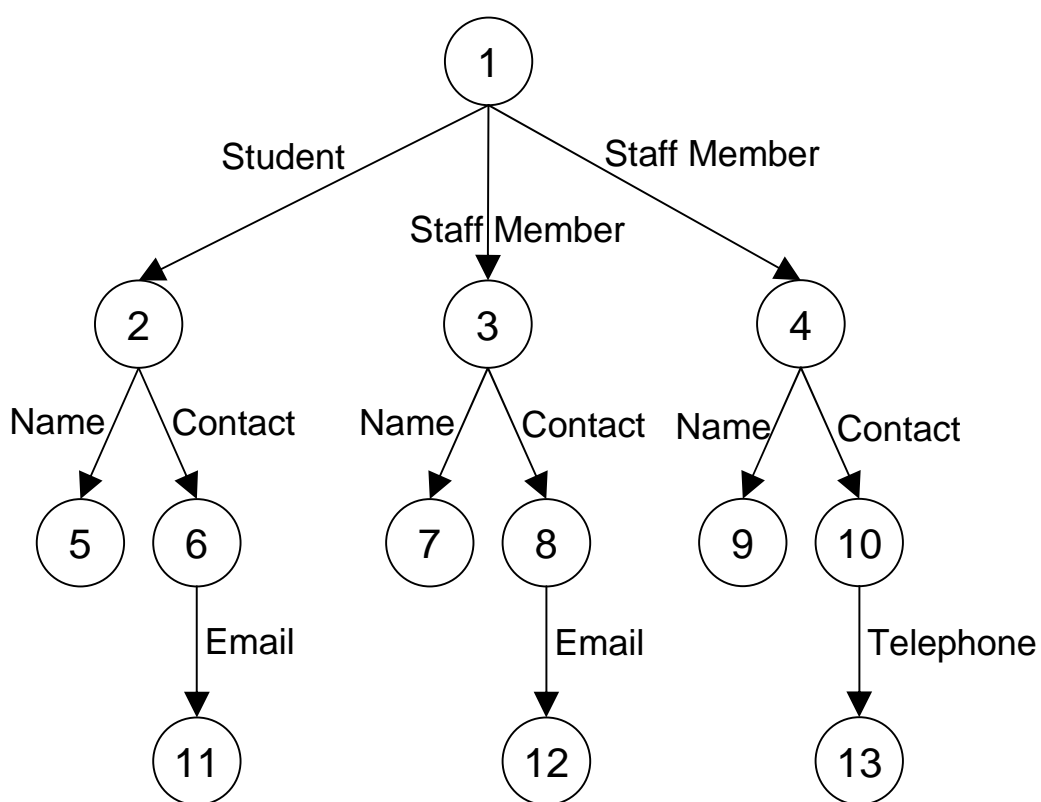 1
Student
Staff Member
Staff Member
2
3
4
Name
Contact
Name
Contact
Name
Contact
5
6
7
8
9
10
Email
Email
Telephone
11
12
13